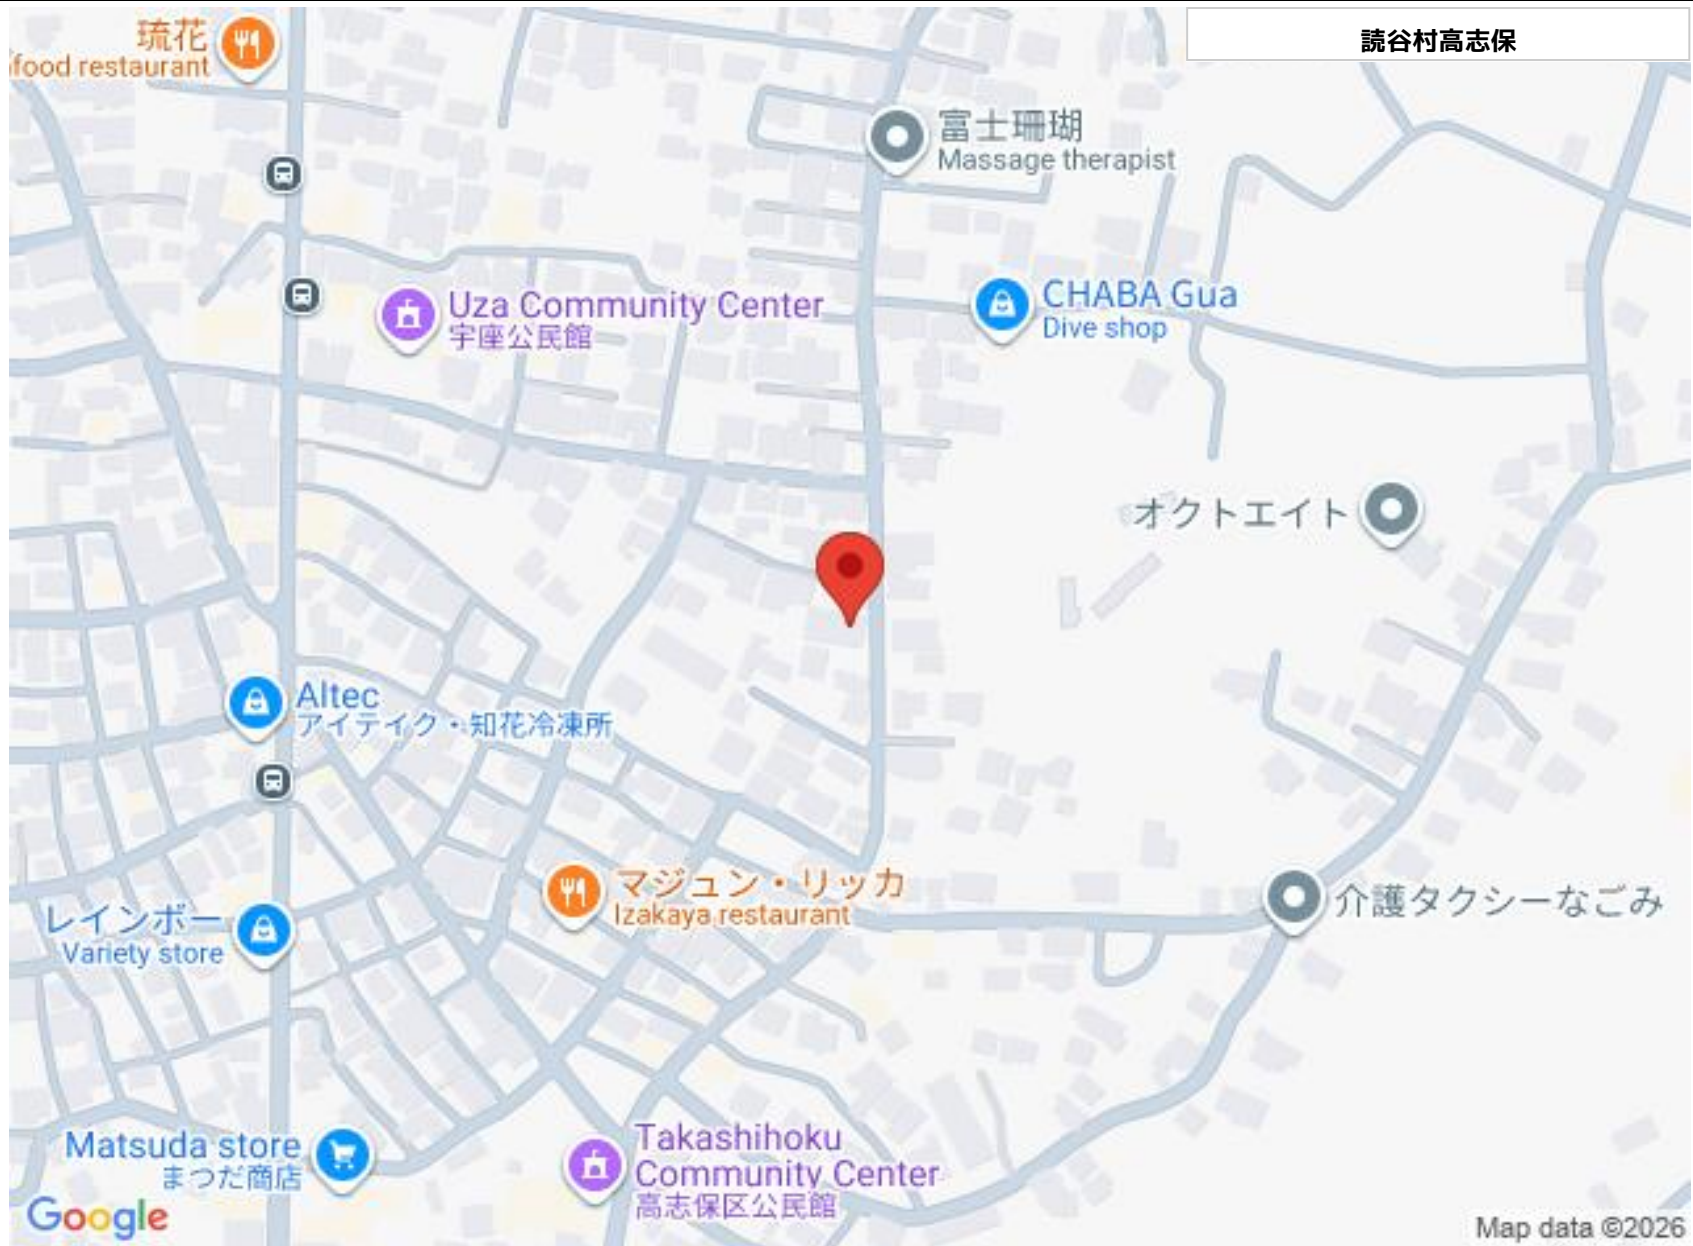 読谷村高志保
琉花
food restaurant
富士珊瑚
Massage therapist
Uza Community Center
宇座公民館
CHABA Gua
Dive shop
オクトエイト
Altec
アイテイク・知花冷凍所
マジュン・リッカ
Izakaya restaurant
介護タクシーなごみ
レインボー
Variety store
Takashihoku
Community Center
高志保区公民館
Matsuda store
まつだ商店
Google
Map data ©2026